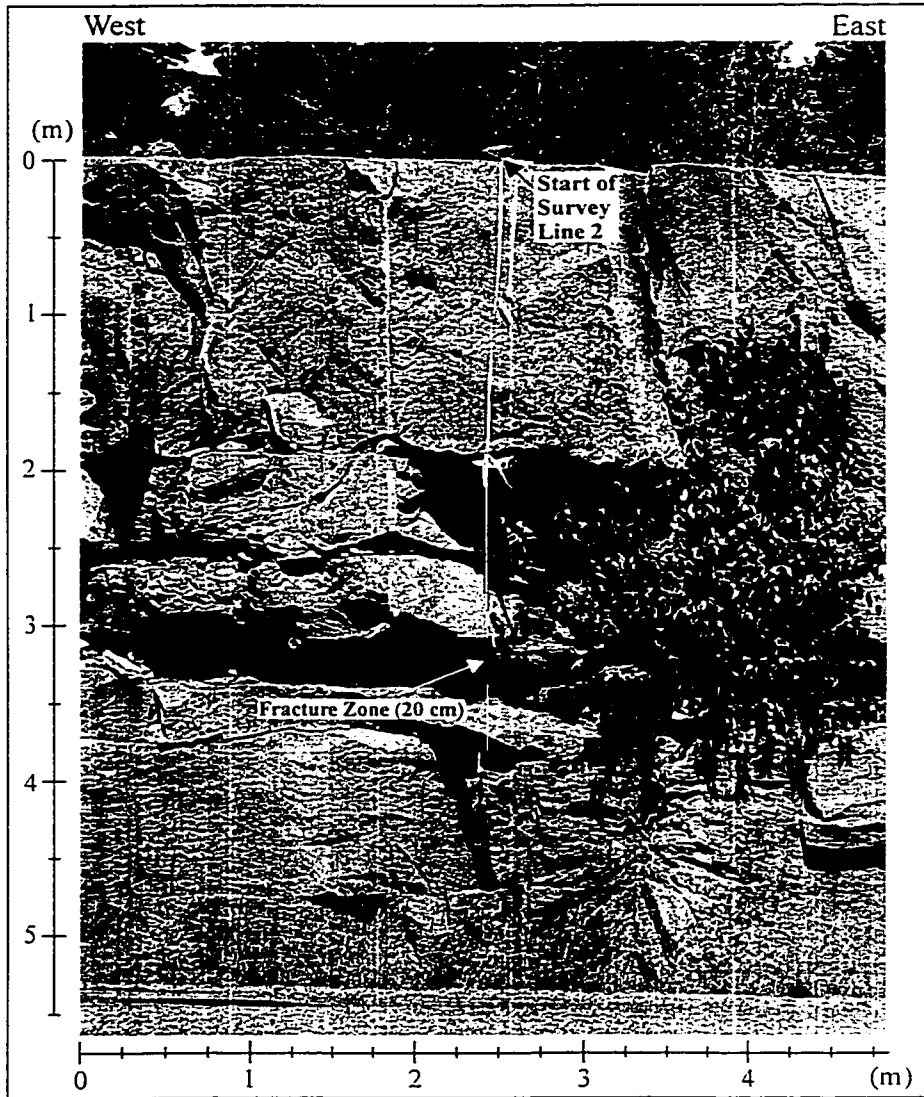 West East
(m)
0
Start of
Survey
Line 2
1
2
3
Fracture Zone (20 cm)
4
5
0 1 2 3 4 (m)